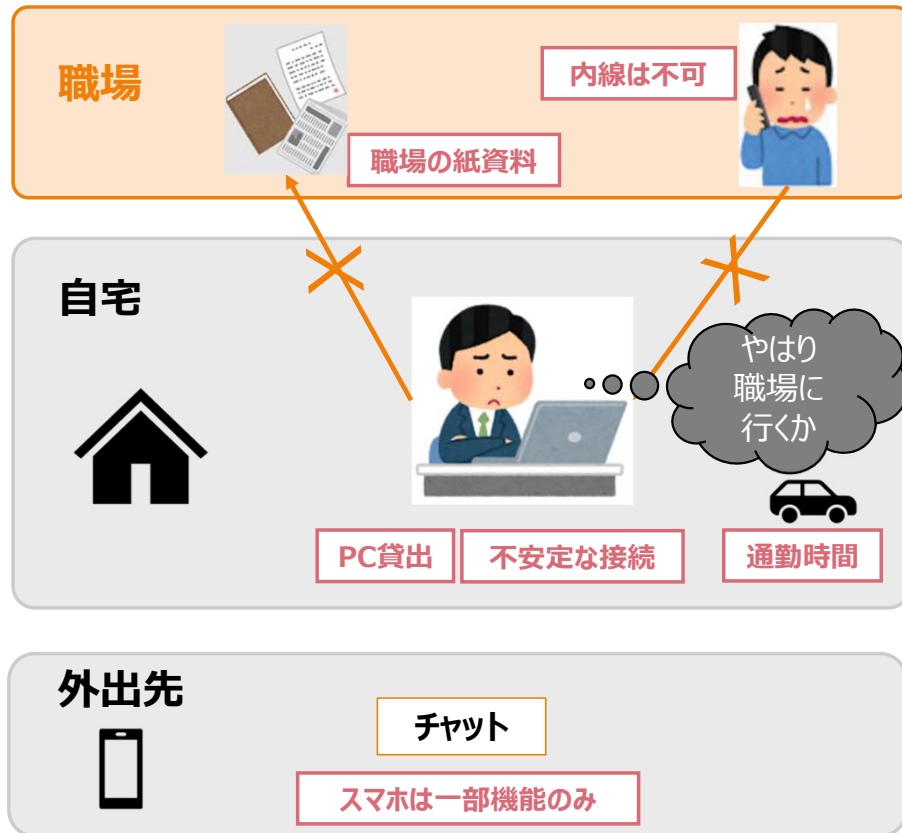 職場
内線は不可
職場の紙資料
自宅
やはり
職場に
行くか
PC貸出
不安定な接続
通勤時間
外出先
チャット
スマホは一部機能のみ